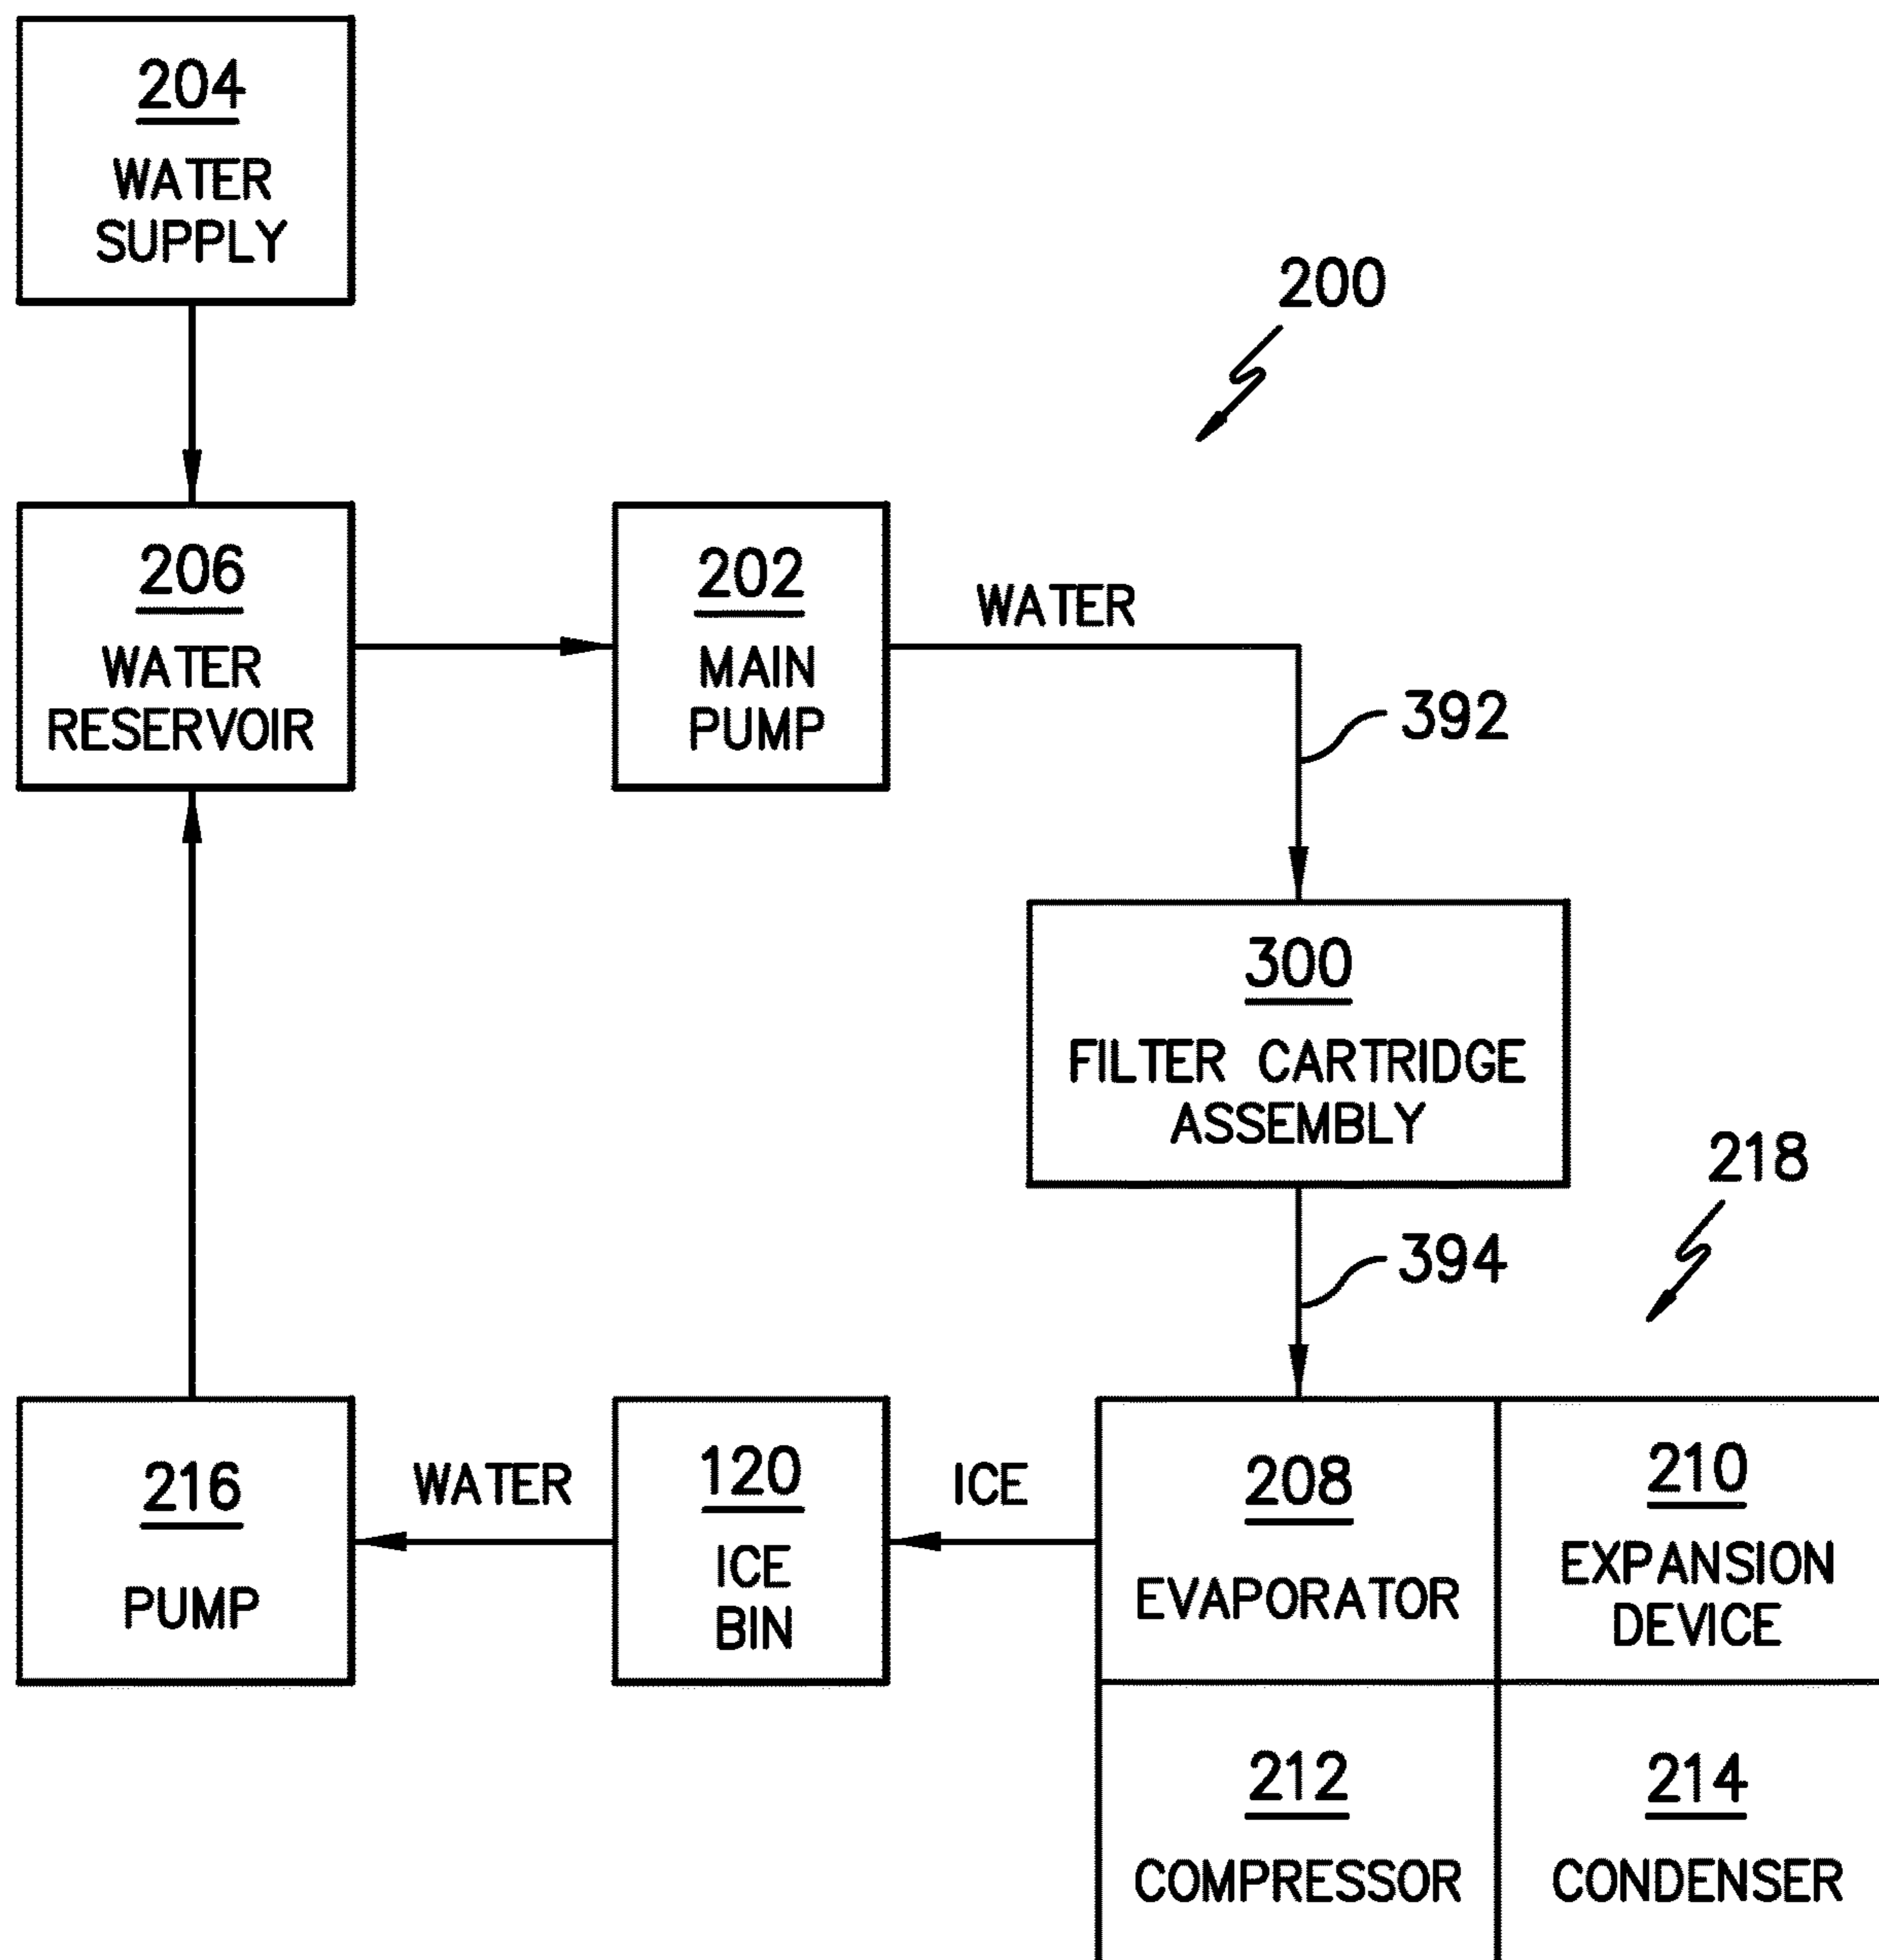 204
WATER
SUPPLY
200
206
WATER
RESERVOIR
202
MAIN
PUMP
WATER
392
300
FILTER CARTRIDGE
ASSEMBLY
218
394
216
PUMP
WATER
120
ICE
BIN
ICE
208
EVAPORATOR
210
EXPANSION
DEVICE
212
COMPRESSOR
214
CONDENSER